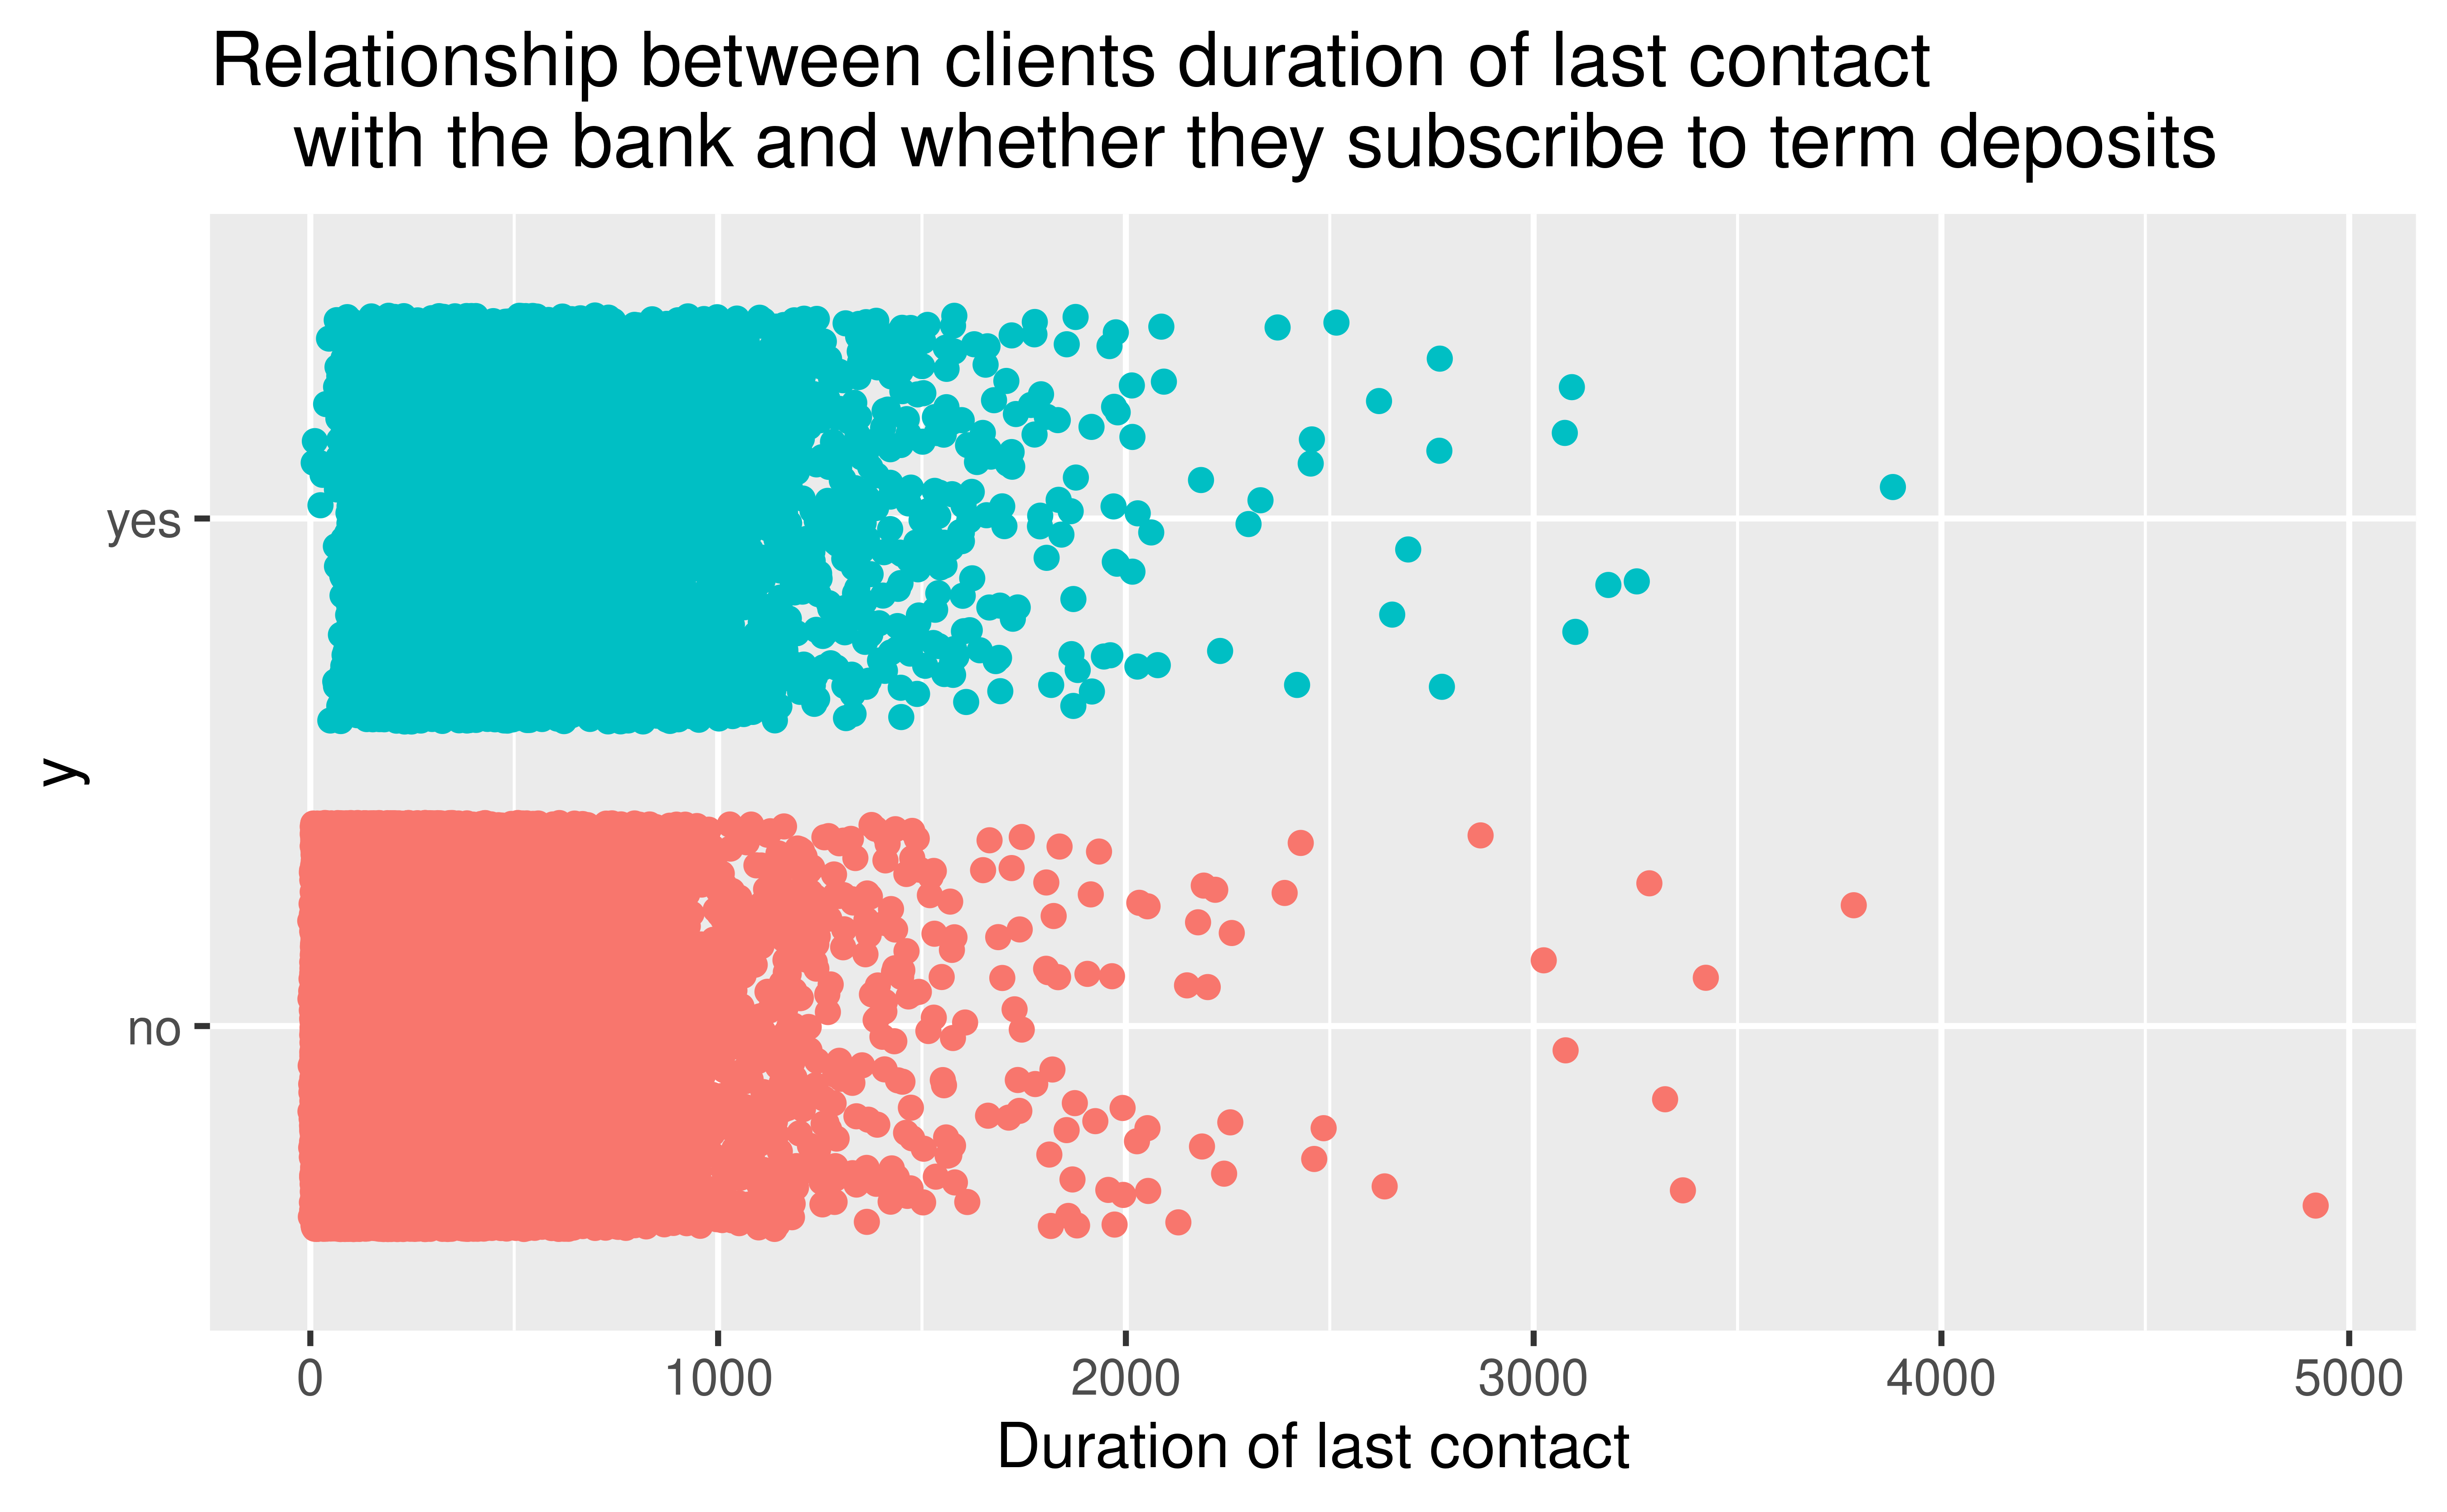 Relationship between clients duration of last contact
with the bank and whether they subscribe to term deposits
yes
y
no
0 1000 2000 3000 4000 5000
Duration of last contact